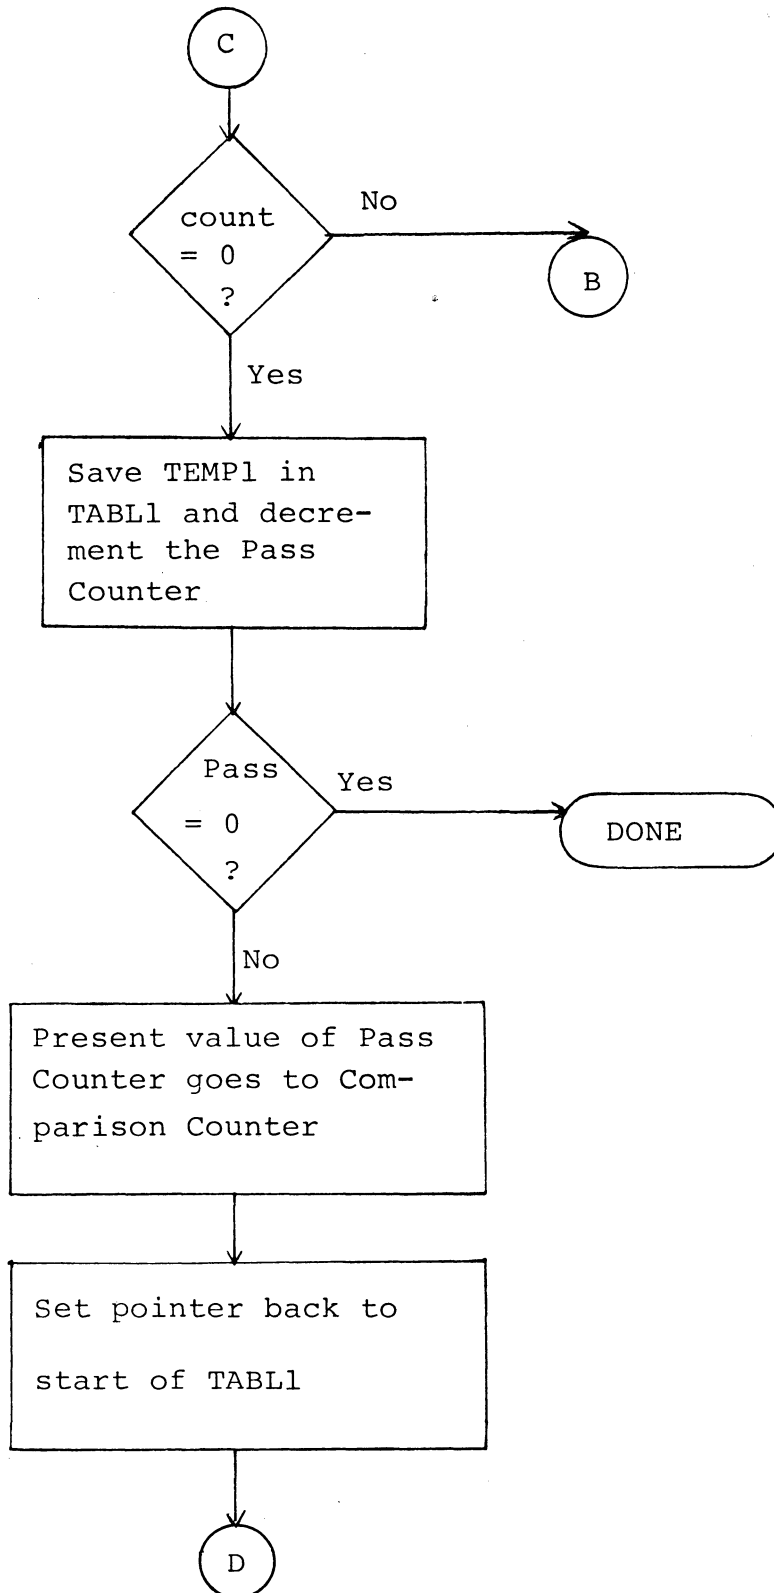 C
count
= 0
?
No
B
Yes
Save TEMP1 in
TABL1 and decre-
ment the Pass
Counter
Pass
= 0
?
Yes
DONE
No
Present value of Pass
Counter goes to Com-
parison Counter
Set pointer back to
start of TABL1
D